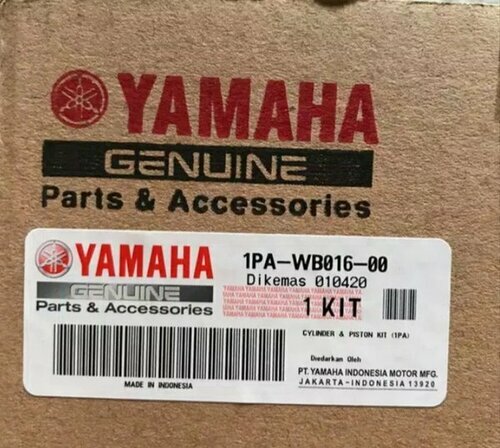 YAMAHA
GENUINE
Parts & Accessories
YAMAHA
GENUINE
Parts & Accessories
MADE IN INDONESIA
1PA-WB016-00
Dikemas 010420
1 KIT
CYLINDER & PISTON KIT (1PA)
Diedarkan Oleh
PT. YAMAHA INDONESIA MOTOR MFG.
JAKARTA-INDONESIA 13920